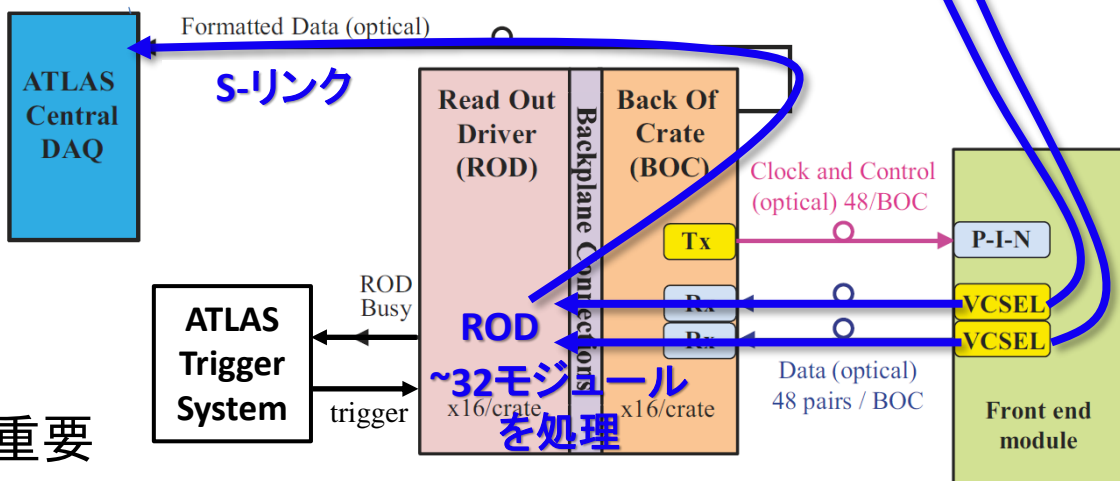 Formatted Data (optical)
S-リンク
ATLAS
Central
DAQ
Read Out
Driver
(ROD)
Backplane Connections
Back Of
Crate
(BOC)
Clock and Control
(optical) 48/BOC
Tx
P-I-N
ROD
Busy
ATLAS
Trigger
System
trigger
ROD
~32モジュール
を処理
x16/crate
Rx
Rx
x16/crate
VCSEL
VCSEL
Data (optical)
48 pairs / BOC
Front end
module
重要